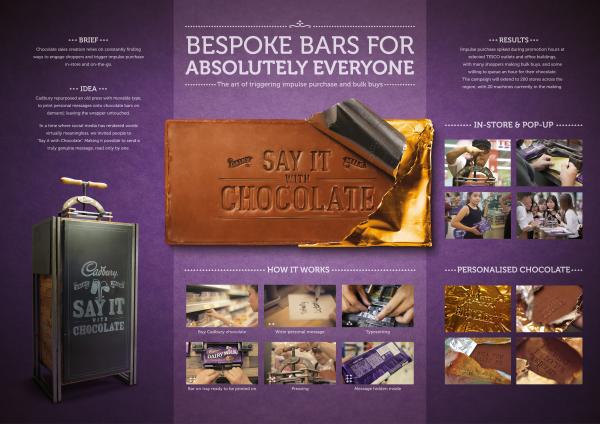 BRIEF
Chocolate sales creation relies on constantly finding
ways to engage shoppers and trigger impulse purchase
in-store and on-the-go.
IDEA
Cadbury repurposed an old press with movable type,
to print personal messages onto chocolate bars on
demand; leaving the wrapper untouched.
In a time where social media has rendered words
virtually meaningless, we invited people to
"Say it with Chocolate". Making it possible to send a
truly genuine message, read only by one.
Cadbury
DAIRY MILK
SAY IT
WITH
CHOCOLATE
BESPOKE BARS FOR
ABSOLUTELY EVERYONE
The art of triggering impulse purchase and bulk buys
DAIRY MILK
SAY IT
WITH
CHOCOLATE
HOW IT WORKS
Buy Cadbury chocolate
Write personal message
Typesetting
DAIRY MILK
Bar on tray ready to be printed on
Pressing
Message hidden inside
RESULTS
Impulse purchase spiked during promotion hours at
selected TESCO outlets and office buildings,
with many shoppers making bulk buys, and some
willing to queue an hour for their chocolate.
The campaign will extend to 200 stores across the
region, with 20 machines currently in the making.
IN-STORE & POP-UP
PERSONALISED CHOCOLATE